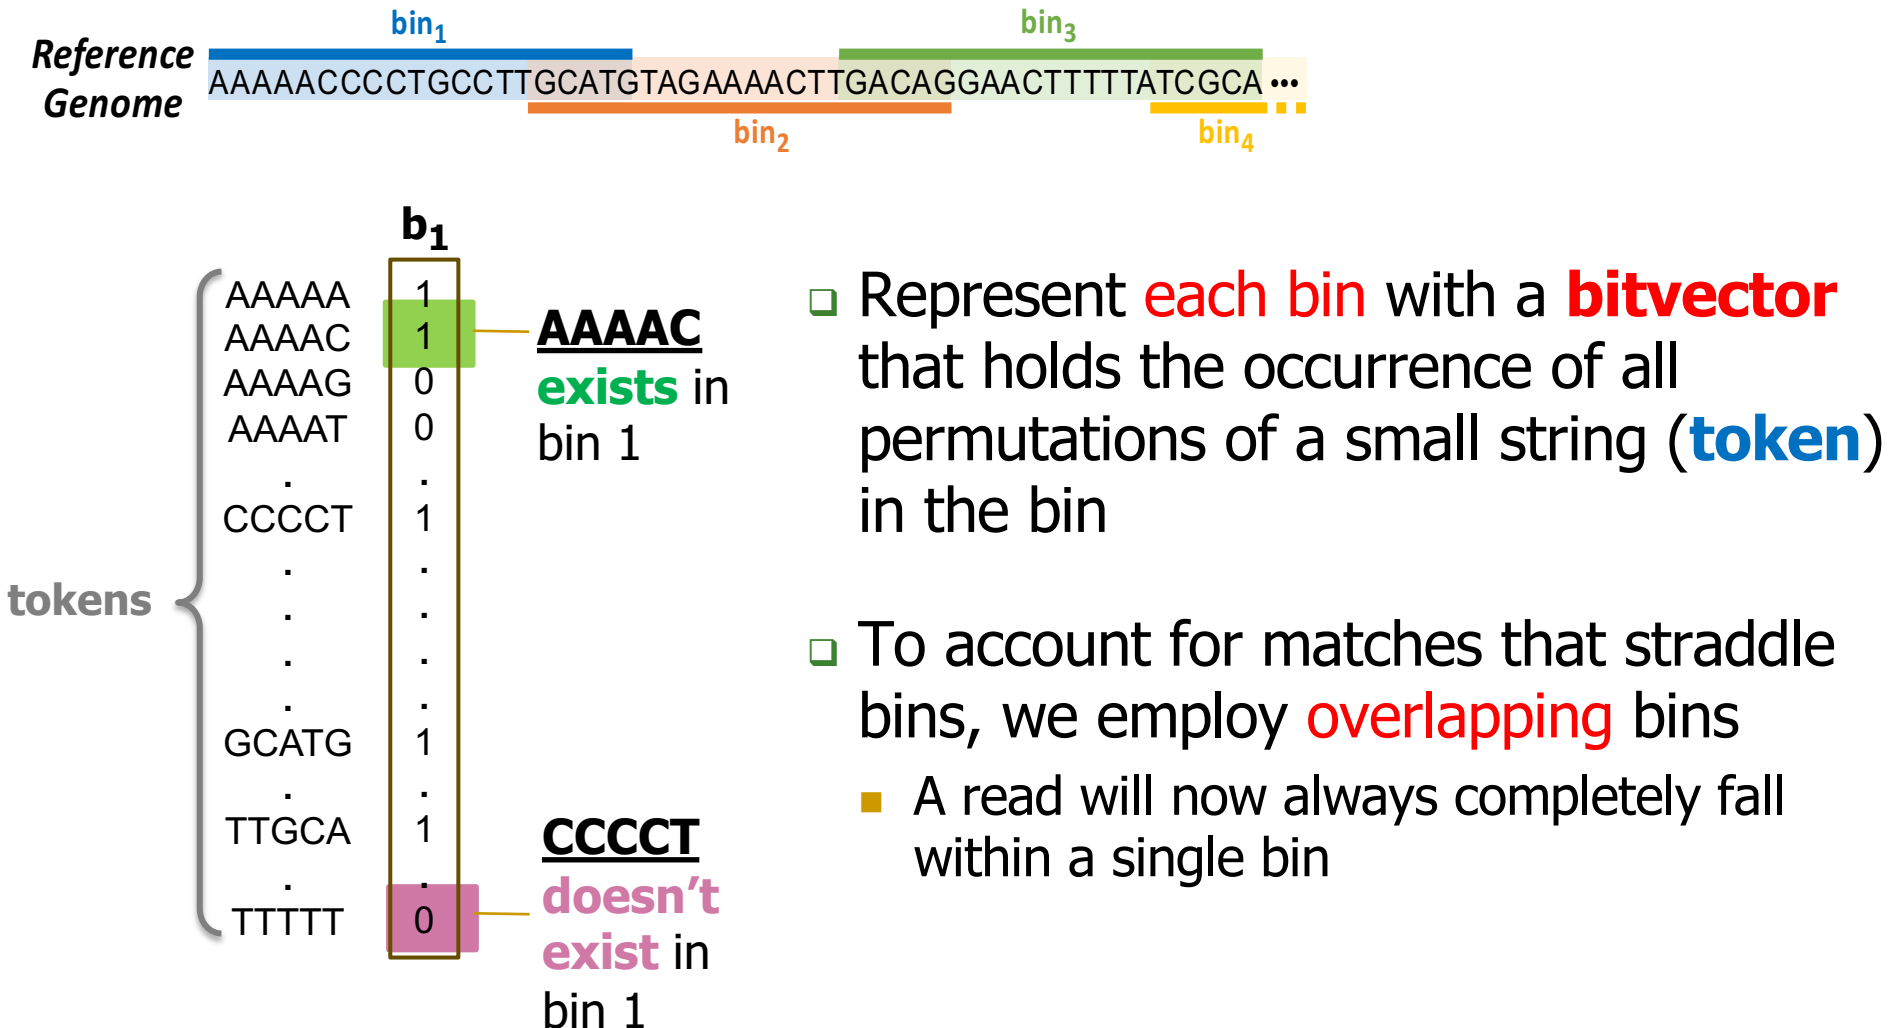 bin1
bin3
Reference
Genome
AAAAACCCCTGCCTTGCATGTAGAAAACTTGACAGGAACTTTTTATCGCA •••
bin2
bin4
b1
tokens
AAAAA 1
AAAAC 1
AAAAG 0
AAAAT 0
. .
CCCCT 1
. .
. .
. .
. .
GCATG 1
. .
TTGCA 1
. .
TTTTT 0
AAAAC
exists in
bin 1
CCCCT
doesn’t
exist in
bin 1
❑ Represent each bin with a bitvector
that holds the occurrence of all
permutations of a small string (token)
in the bin
❑ To account for matches that straddle
bins, we employ overlapping bins
■ A read will now always completely fall
within a single bin